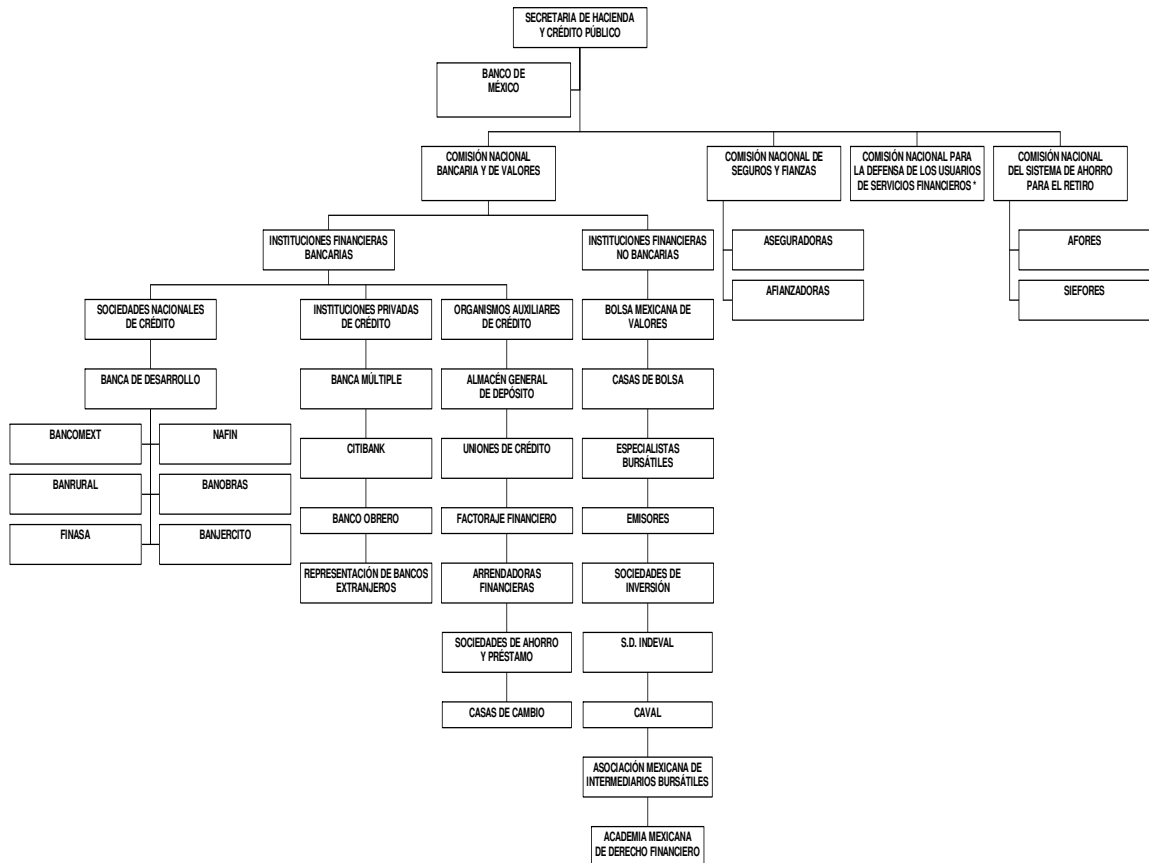 SECRETARIA DE HACIENDA
Y CRÉDITO PÚBLICO
BANCO DE
MÉXICO
COMISIÓN NACIONAL
BANCARIA Y DE VALORES
COMISIÓN NACIONAL DE
SEGUROS Y FIANZAS
COMISIÓN NACIONAL PARA
LA DEFENSA DE LOS USUARIOS
DE SERVICIOS FINANCIEROS *
COMISIÓN NACIONAL
DEL SISTEMA DE AHORRO
PARA EL RETIRO
INSTITUCIONES FINANCIERAS
BANCARIAS
INSTITUCIONES FINANCIERAS
NO BANCARIAS
ASEGURADORAS
AFORES
AFIANZADORAS
SIEFORES
SOCIEDADES NACIONALES
DE CRÉDITO
INSTITUCIONES PRIVADAS
DE CRÉDITO
ORGANISMOS AUXILIARES
DE CRÉDITO
BOLSA MEXICANA DE
VALORES
BANCA DE DESARROLLO
BANCA MÚLTIPLE
ALMACÉN GENERAL
DE DEPÓSITO
CASAS DE BOLSA
BANCOMEXT
NAFIN
CITIBANK
UNIONES DE CRÉDITO
ESPECIALISTAS
BURSÁTILES
BANRURAL
BANOBRAS
BANCO OBRERO
FACTORAJE FINANCIERO
EMISORES
FINASA
BANJERCITO
REPRESENTACIÓN DE BANCOS
EXTRANJEROS
ARRENDADORAS
FINANCIERAS
SOCIEDADES DE
INVERSIÓN
SOCIEDADES DE AHORRO
Y PRÉSTAMO
S.D. INDEVAL
CASAS DE CAMBIO
CAVAL
ASOCIACIÓN MEXICANA DE
INTERMEDIARIOS BURSÁTILES
ACADEMIA MEXICANA
DE DERECHO FINANCIERO